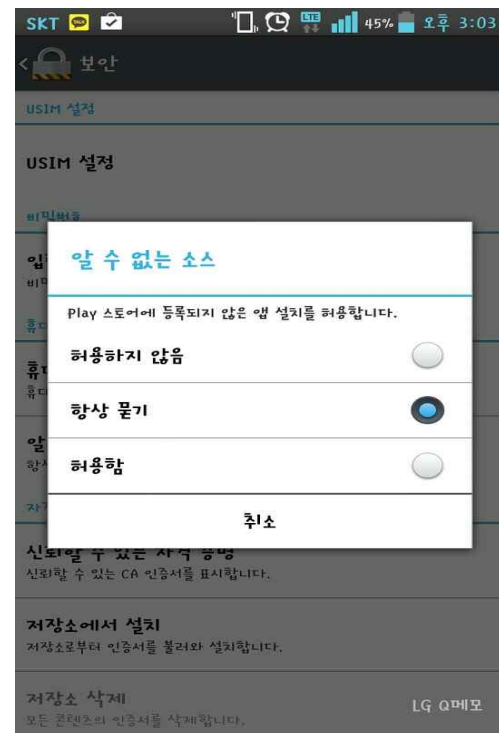 SKT 45% 오후 3:03
< 보안
USIM 설정
USIM 설정
비밀번호
알 수 없는 소스
Play 스토어에 등록되지 않은 앱 설치를 허용합니다.
허용하지 않음
항상 묻기
허용함
취소
신뢰할 수 있는 자격 증명
신뢰할 수 있는 CA 인증서를 표시합니다.
저장소에서 설치
저장소로부터 인증서를 불러와 설치합니다.
저장소 삭제
모든 콘텐츠의 인증서를 삭제합니다.
LG Q메모